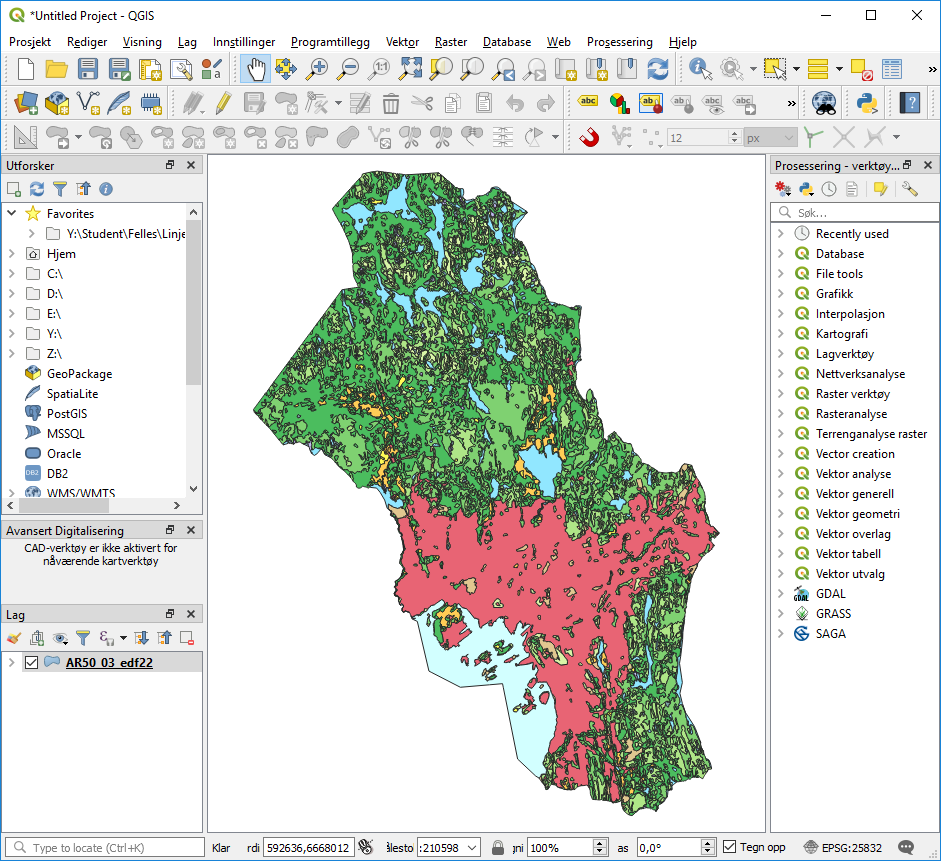 *Untitled Project - QGIS
Prosjekt Rediger Visning Lag Innstillinger Programtillegg Vektor Raster Database Web Prosessering Hjelp
1:1
a
abc abc abc abc abc
»
»
»
12 px
Utforsker
Favorites
Y:\Student\Felles\Linje
Hjem
C:\
D:\
E:\
Y:\
Z:\
GeoPackage
SpatiaLite
PostGIS
MSSQL
Oracle
DB2 DB2
WMS/WMTS
Avansert Digitalisering
CAD-verktøy er ikke aktivert for
nåværende kartverktøy
Lag
AR50_03_edf22
Prosessering - verktøy...
Søk...
Recently used
Database
File tools
Grafikk
Interpolasjon
Kartografi
Lagverktøy
Nettverksanalyse
Raster verktøy
Rasteranalyse
Terrenganalyse raster
Vector creation
Vektor analyse
Vektor generell
Vektor geometri
Vektor overlag
Vektor tabell
Vektor utvalg
GDAL GDAL
GRASS
SAGA
Type to locate (Ctrl+K) Klar rdi 592636,6668012 ålesto :210598 gni 100% as 0,0° Tegn opp EPSG:25832